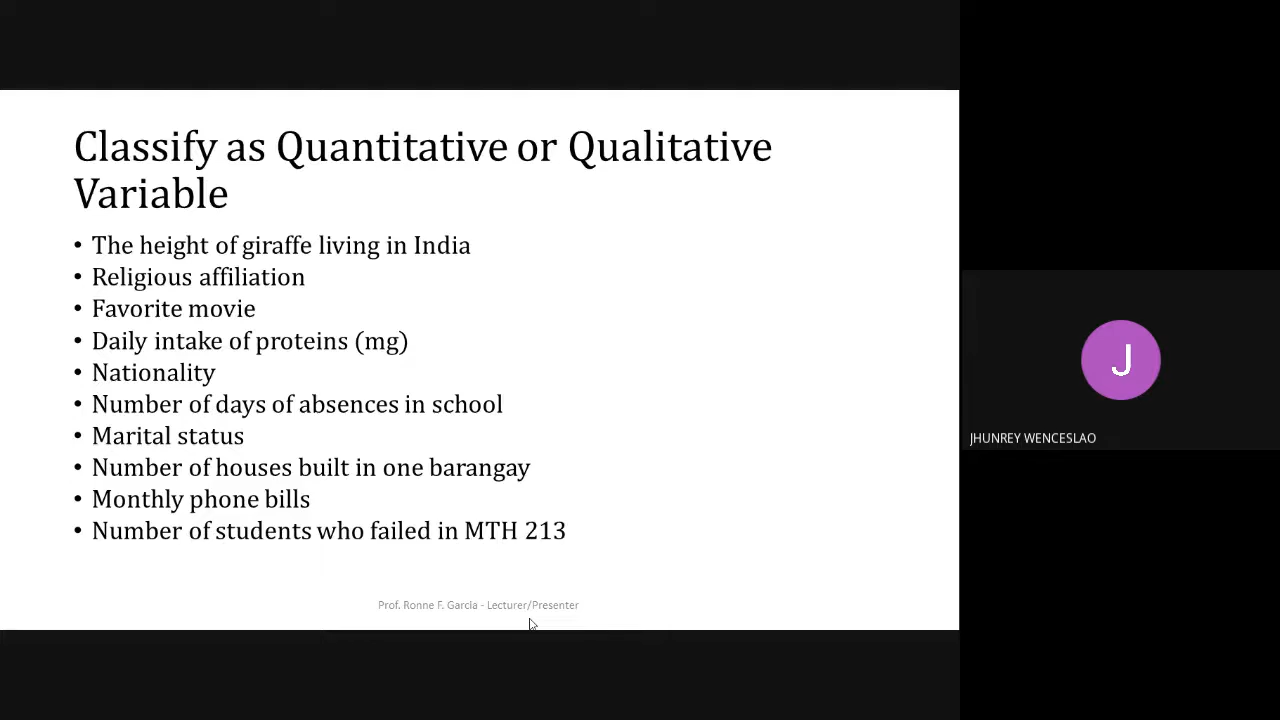 Classify as Quantitative or Qualitative
Variable
• The height of giraffe living in India
• Religious affiliation
• Favorite movie
• Daily intake of proteins (mg)
• Nationality
• Number of days of absences in school
• Marital status
• Number of houses built in one barangay
• Monthly phone bills
• Number of students who failed in MTH 213
Prof. Ronne F. Garcia - Lecturer/Presenter
J
JHUNREY WENCESLAO